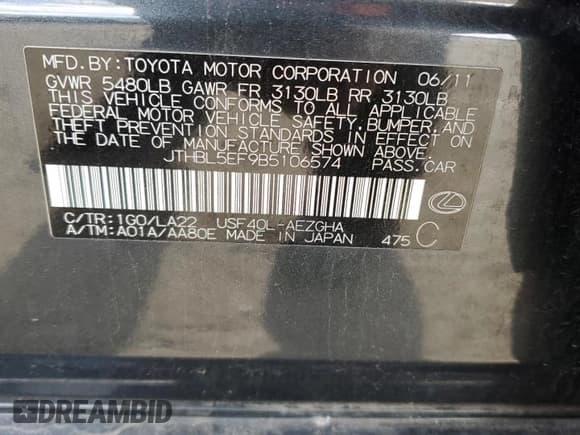 MFD.BY:TOYOTA MOTOR CORPORATION 06/11
GVWR 5480LB GAWR FR 3130LB RR 3130LB
THIS VEHICLE CONFORMS TO ALL APPLICABLE
FEDERAL MOTOR VEHICLE SAFETY,BUMPER,AND
THEFT PREVENTION STANDARDS IN EFFECT ON
THE DATE OF MANUFACTURE SHOWN ABOVE.
JTHBL5EF9B5106574 PASS.CAR
C/TR:1G0/LA22 USF40L-AEZGHA
A/TM:A01A/AA80E MADE IN JAPAN 475 C
DREAMBID